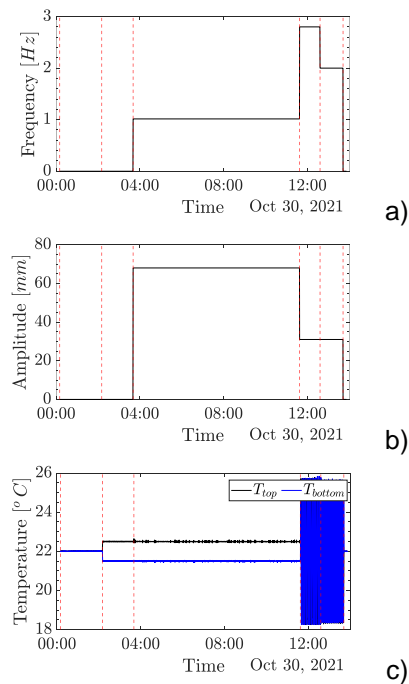 3
2
1
0
Frequency [Hz]
00:00 04:00 08:00 12:00
Time Oct 30, 2021
a)
80
60
40
20
0
Amplitude [mm]
00:00 04:00 08:00 12:00
Time Oct 30, 2021
b)
26
24
22
20
18
Temperature [° C]
T_top T_bottom
00:00 04:00 08:00 12:00
Time Oct 30, 2021
c)